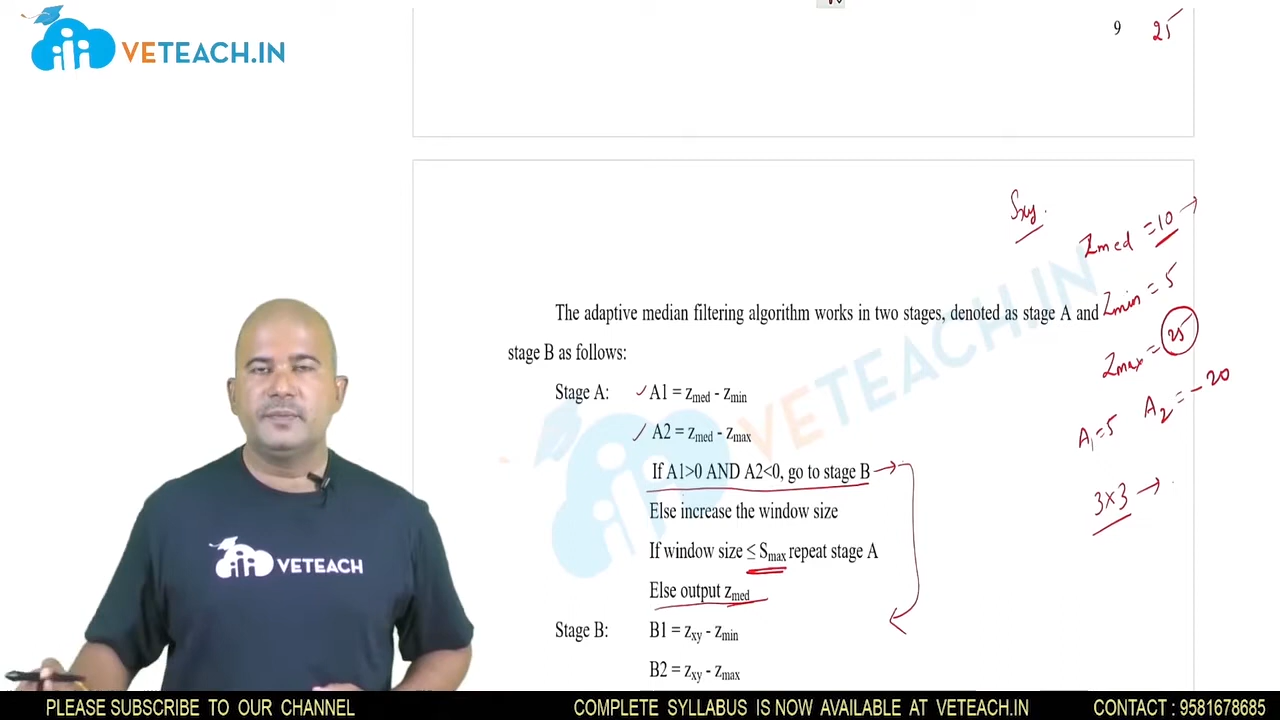 VETEACH.IN
9 25
Sxy.
Zmed = 10 →
Zmin = 5
The adaptive median filtering algorithm works in two stages, denoted as stage A and
stage B as follows:
Zmax = 25
Stage A: ✓ A1 = zmed - zmin
A2 = -20
✓ A2 = zmed - zmax
A1 = 5
If A1>0 AND A2<0, go to stage B →
3×3 →
Else increase the window size
If window size ≤ Smax repeat stage A
Else output zmed
Stage B: B1 = zxy - zmin
B2 = zxy - zmax
VETEACH.IN
VETEACH
PLEASE SUBSCRIBE TO OUR CHANNEL COMPLETE SYLLABUS IS NOW AVAILABLE AT VETEACH.IN CONTACT : 9581678685